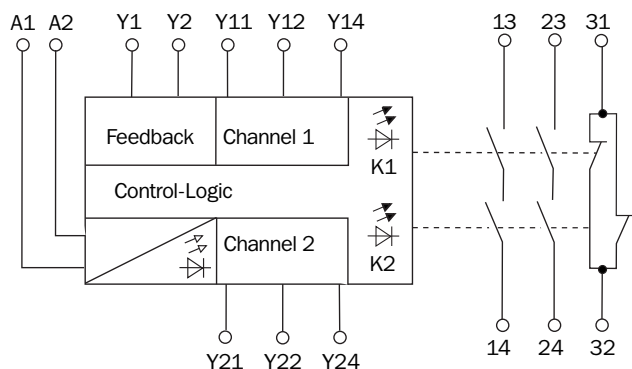 A1 A2 Y1 Y2 Y11 Y12 Y14 13 23 31
Feedback Channel 1
K1
Control-Logic
Channel 2
K2
Y21 Y22 Y24 14 24 32